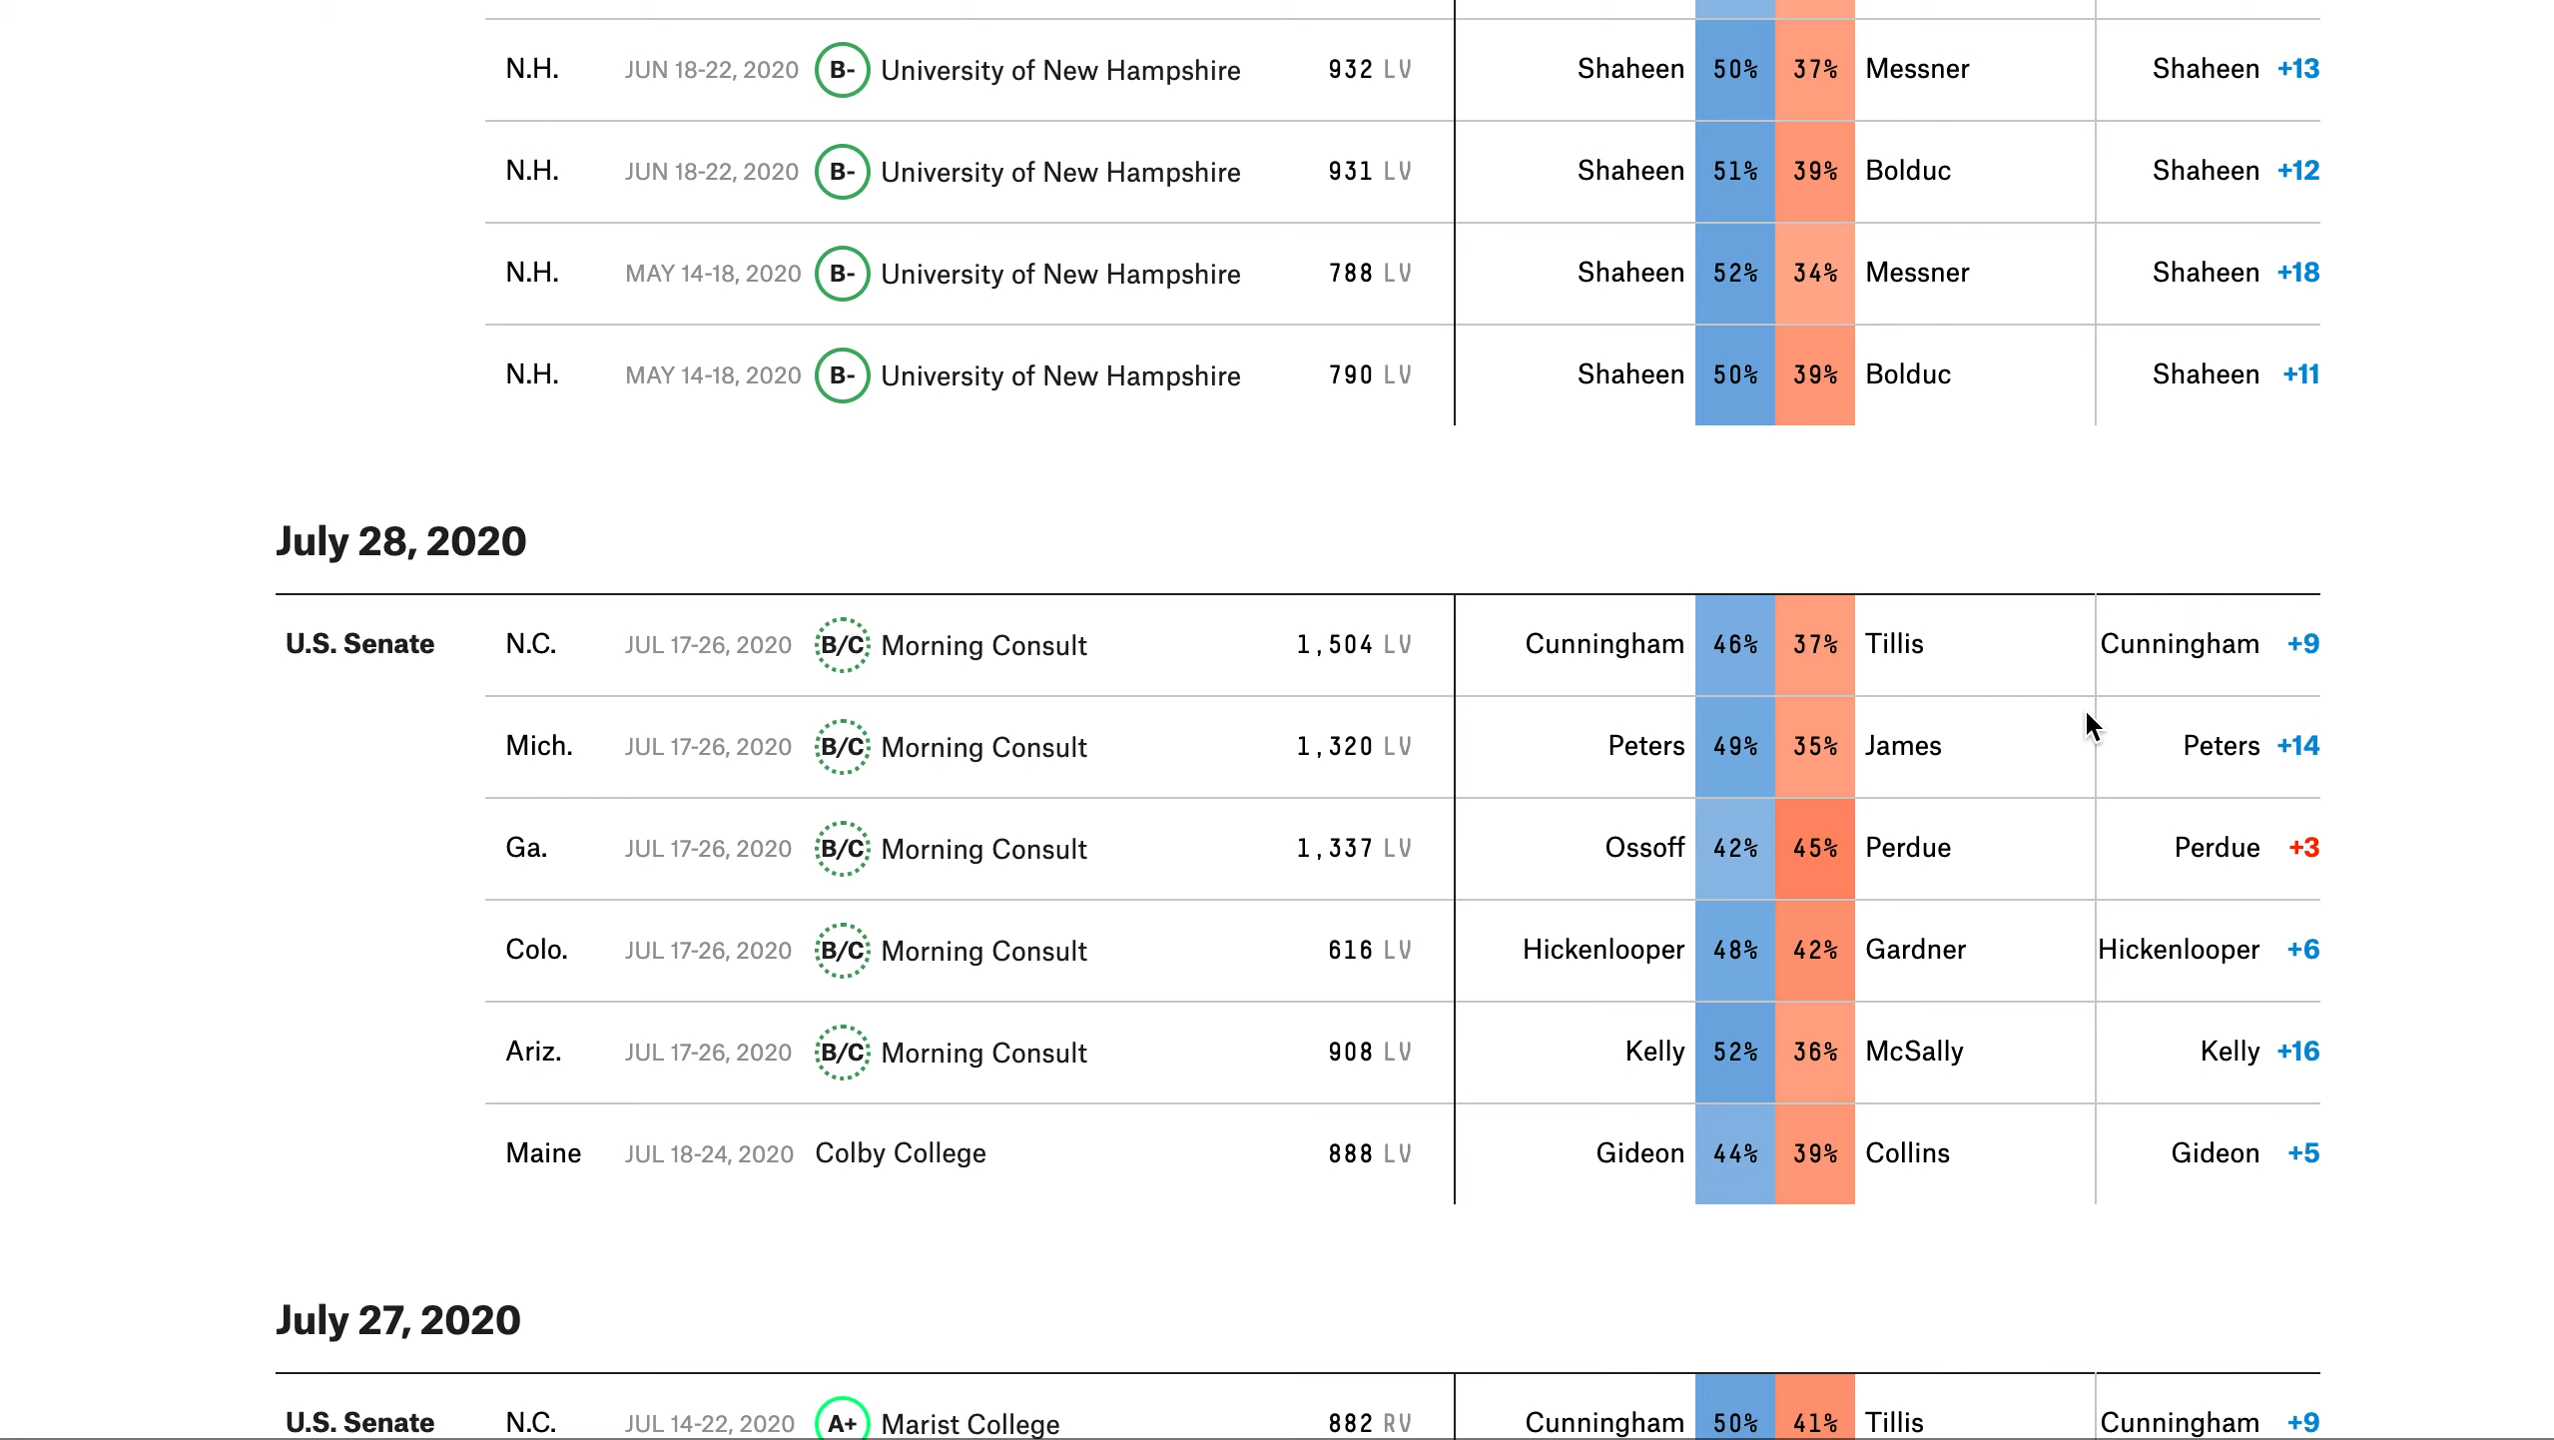 N.H. JUN 18-22, 2020 B- University of New Hampshire 932 LV Shaheen 50% 37% Messner Shaheen +13
N.H. JUN 18-22, 2020 B- University of New Hampshire 931 LV Shaheen 51% 39% Bolduc Shaheen +12
N.H. MAY 14-18, 2020 B- University of New Hampshire 788 LV Shaheen 52% 34% Messner Shaheen +18
N.H. MAY 14-18, 2020 B- University of New Hampshire 790 LV Shaheen 50% 39% Bolduc Shaheen +11
July 28, 2020
U.S. Senate N.C. JUL 17-26, 2020 B/C Morning Consult 1,504 LV Cunningham 46% 37% Tillis Cunningham +9
Mich. JUL 17-26, 2020 B/C Morning Consult 1,320 LV Peters 49% 35% James Peters +14
Ga. JUL 17-26, 2020 B/C Morning Consult 1,337 LV Ossoff 42% 45% Perdue Perdue +3
Colo. JUL 17-26, 2020 B/C Morning Consult 616 LV Hickenlooper 48% 42% Gardner Hickenlooper +6
Ariz. JUL 17-26, 2020 B/C Morning Consult 908 LV Kelly 52% 36% McSally Kelly +16
Maine JUL 18-24, 2020 Colby College 888 LV Gideon 44% 39% Collins Gideon +5
July 27, 2020
U.S. Senate N.C. JUL 14-22, 2020 A+ Marist College 882 RV Cunningham 50% 41% Tillis Cunningham +9